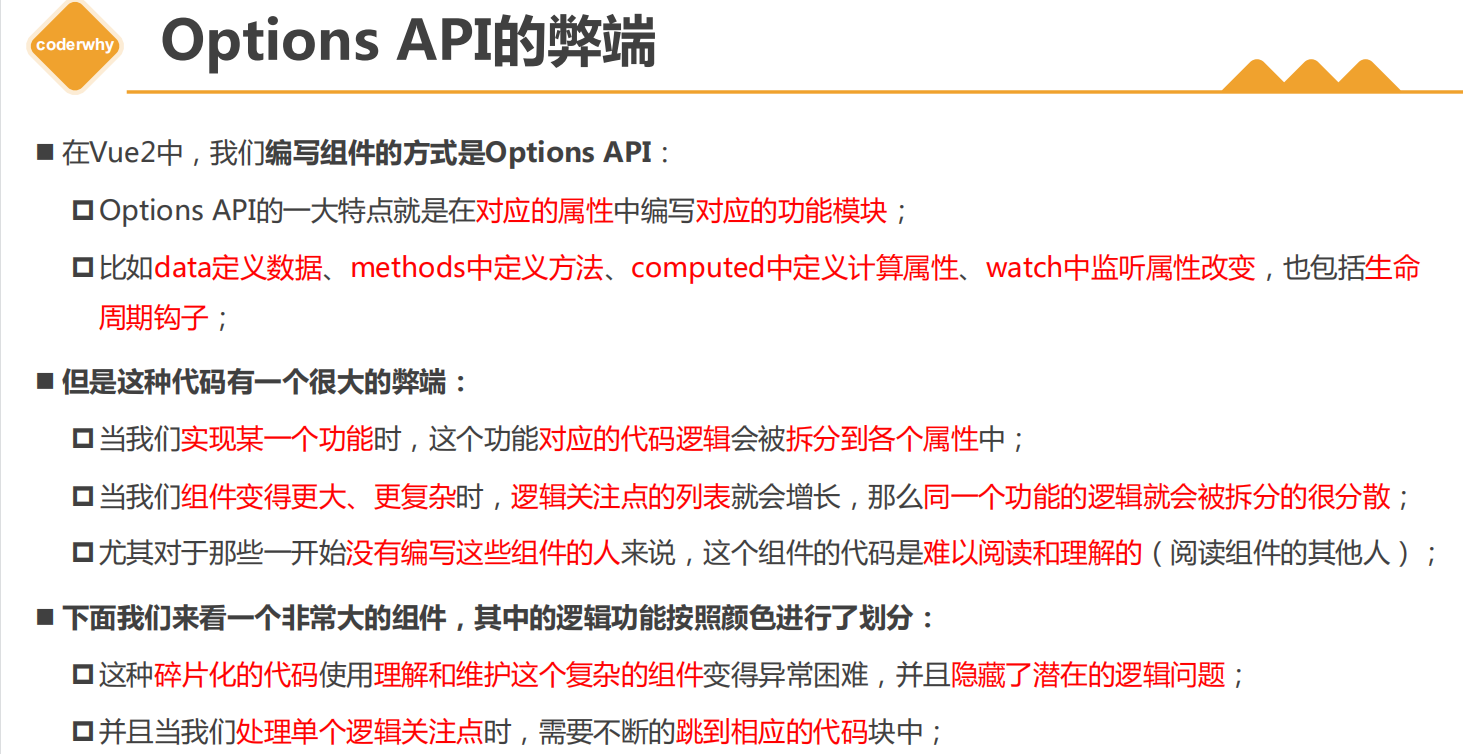 coderwhy
Options API的弊端
■ 在Vue2中，我们编写组件的方式是Options API：
Options API的一大特点就是在对应的属性中编写对应的功能模块；
比如data定义数据、methods中定义方法、computed中定义计算属性、watch中监听属性改变，也包括生命
周期钩子；
■ 但是这种代码有一个很大的弊端：
当我们实现某一个功能时，这个功能对应的代码逻辑会被拆分到各个属性中；
当我们组件变得更大、更复杂时，逻辑关注点的列表就会增长，那么同一个功能的逻辑就会被拆分的很分散；
尤其对于那些一开始没有编写这些组件的人来说，这个组件的代码是难以阅读和理解的（阅读组件的其他人）；
■ 下面我们来看一个非常大的组件，其中的逻辑功能按照颜色进行了划分：
这种碎片化的代码使用理解和维护这个复杂的组件变得异常困难，并且隐藏了潜在的逻辑问题；
并且当我们处理单个逻辑关注点时，需要不断的跳到相应的代码块中；